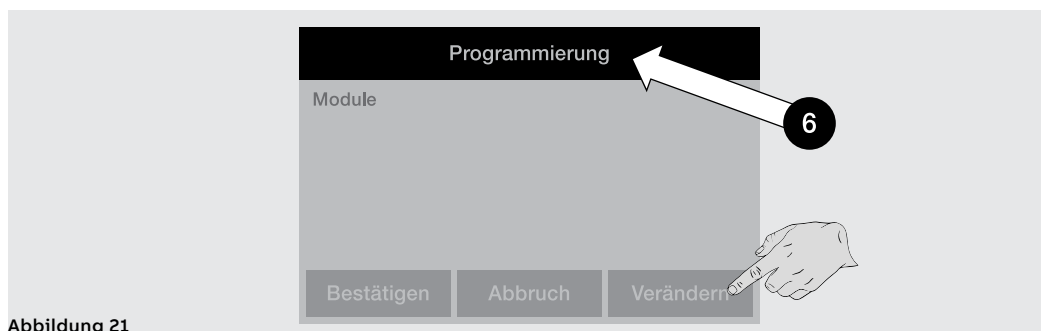 Programmierung
Module
6
Bestätigen Abbruch Verändern
Abbildung 21